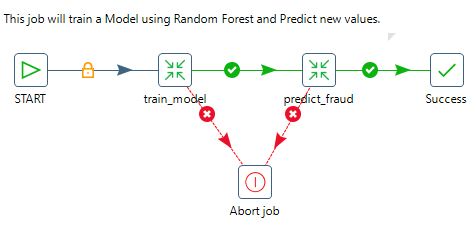 This job will train a Model using Random Forest and Predict new values.
START
train_model
predict_fraud
Success
Abort job